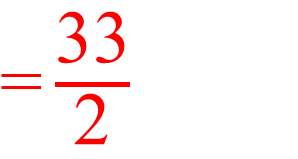 = 33/2